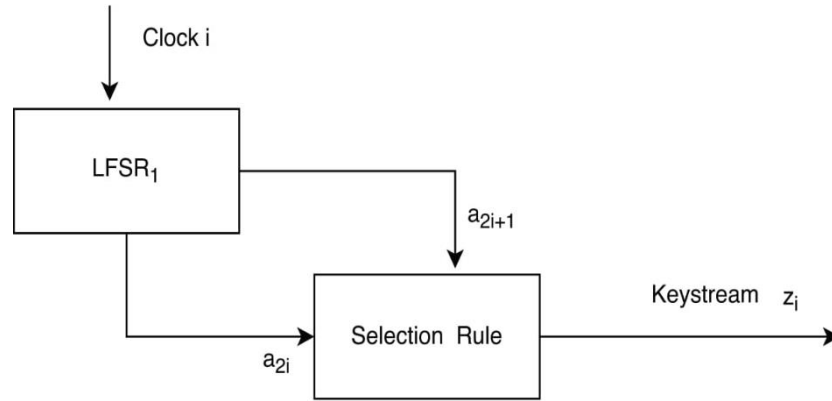 Clock i
LFSR₁
a₂ᵢ₊₁
Keystream zᵢ
Selection Rule
a₂ᵢ